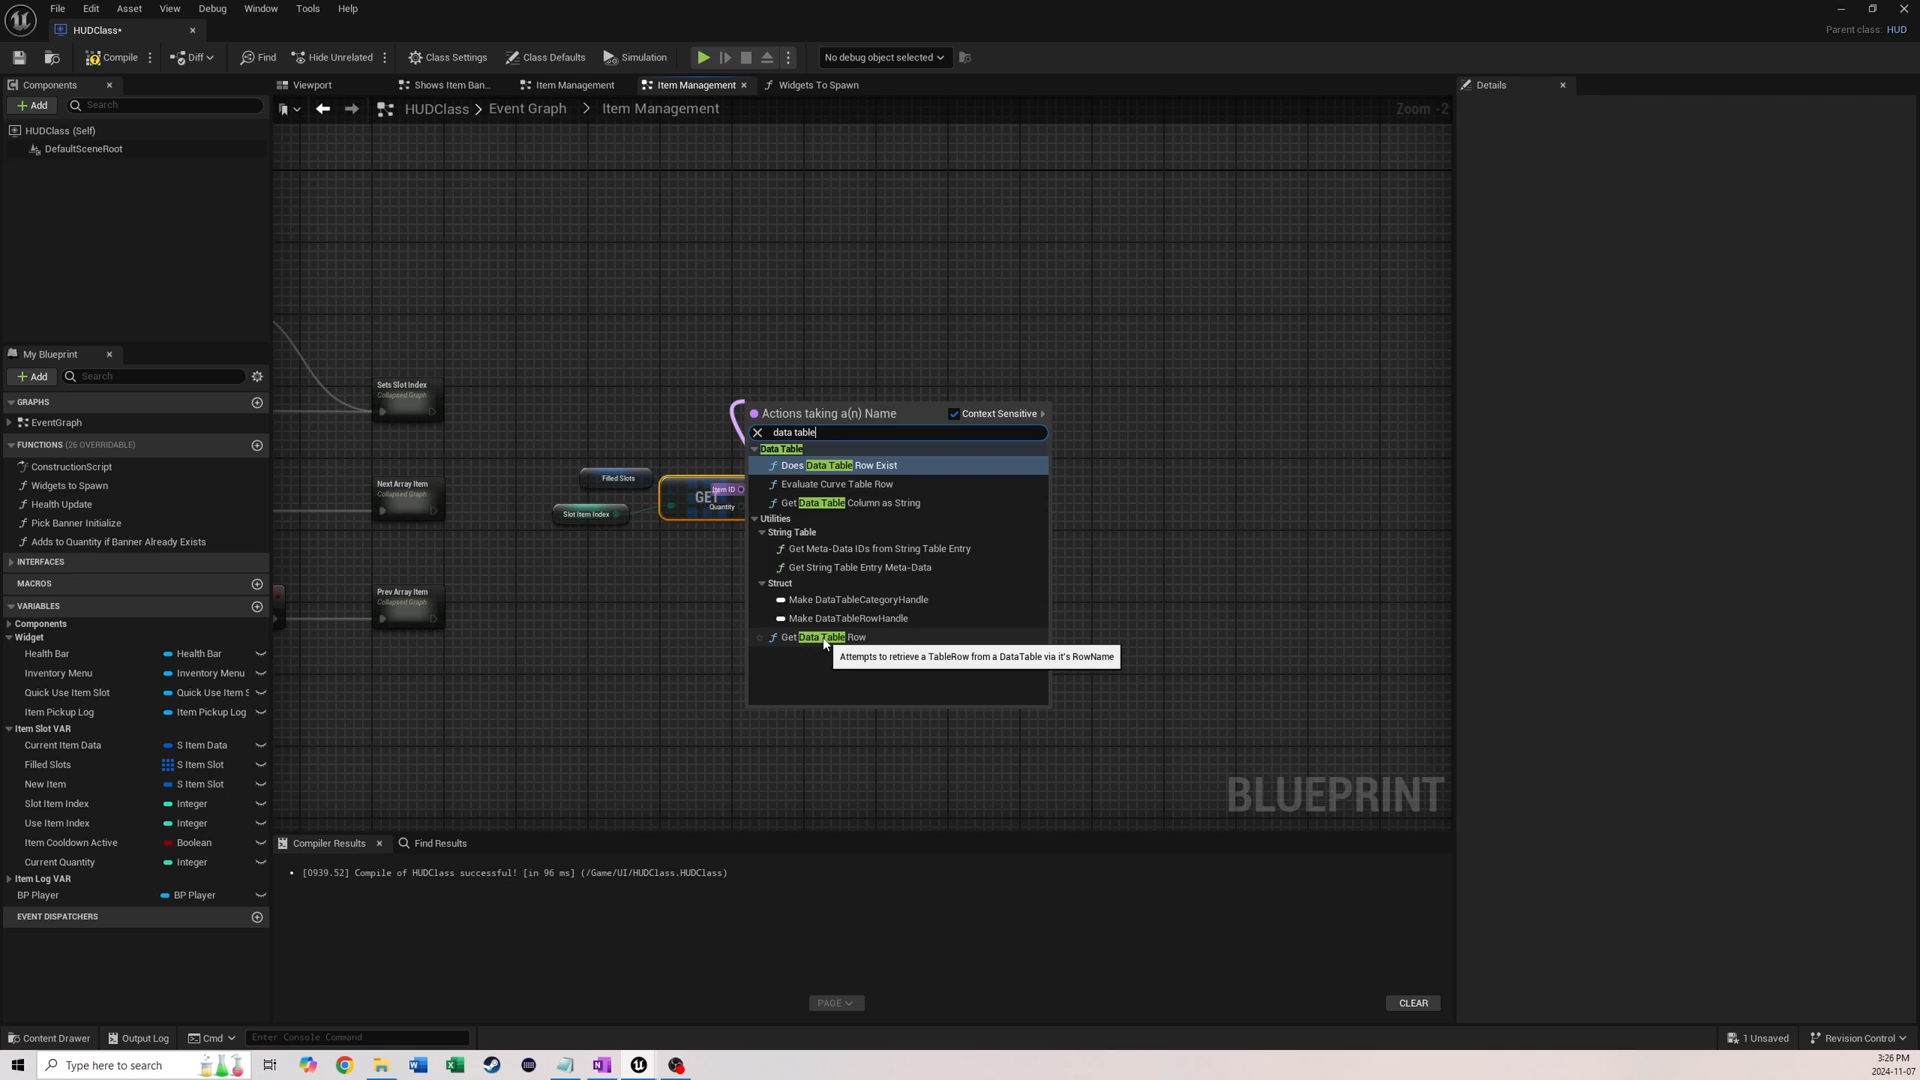 File Edit Asset View Debug Window Tools Help
HUDClass•
Parent class: HUD
Compile Diff Find Hide Unrelated Class Settings Class Defaults Simulation No debug object selected
Components
Viewport Shows Item Ban... Item Management Item Management Widgets To Spawn
Details
Add Search
HUDClass > Event Graph > Item Management
Zoom -2
HUDClass (Self)
DefaultSceneRoot
My Blueprint
Add Search
GRAPHS
EventGraph
FUNCTIONS (26 OVERRIDABLE)
ConstructionScript
Widgets to Spawn
Health Update
Pick Banner Initialize
Adds to Quantity if Banner Already Exists
INTERFACES
MACROS
VARIABLES
Components
Widget
Health Bar Health Bar
Inventory Menu Inventory Menu
Quick Use Item Slot Quick Use Item S
Item Pickup Log Item Pickup Log
Item Slot VAR
Current Item Data S Item Data
Filled Slots S Item Slot
New Item S Item Slot
Slot Item Index Integer
Use Item Index Integer
Item Cooldown Active Boolean
Current Quantity Integer
Item Log VAR
BP Player BP Player
EVENT DISPATCHERS
Sets Slot Index
Collapsed Graph
Next Array Item
Collapsed Graph
Prev Array Item
Collapsed Graph
Filled Slots
Slot Item Index
GET
Item ID
Quantity
Actions taking a(n) Name
Context Sensitive
data table
Data Table
Does Data Table Row Exist
Evaluate Curve Table Row
Get Data Table Column as String
Utilities
String Table
Get Meta-Data IDs from String Table Entry
Get String Table Entry Meta-Data
Struct
Make DataTableCategoryHandle
Make DataTableRowHandle
Get Data Table Row
Attempts to retrieve a TableRow from a DataTable via it's RowName
BLUEPRINT
Compiler Results Find Results
[0939.52] Compile of HUDClass successful! [in 96 ms] (/Game/UI/HUDClass.HUDClass)
PAGE
CLEAR
Content Drawer Output Log Cmd Enter Console Command
1 Unsaved Revision Control
Type here to search
3:26 PM
2024-11-07